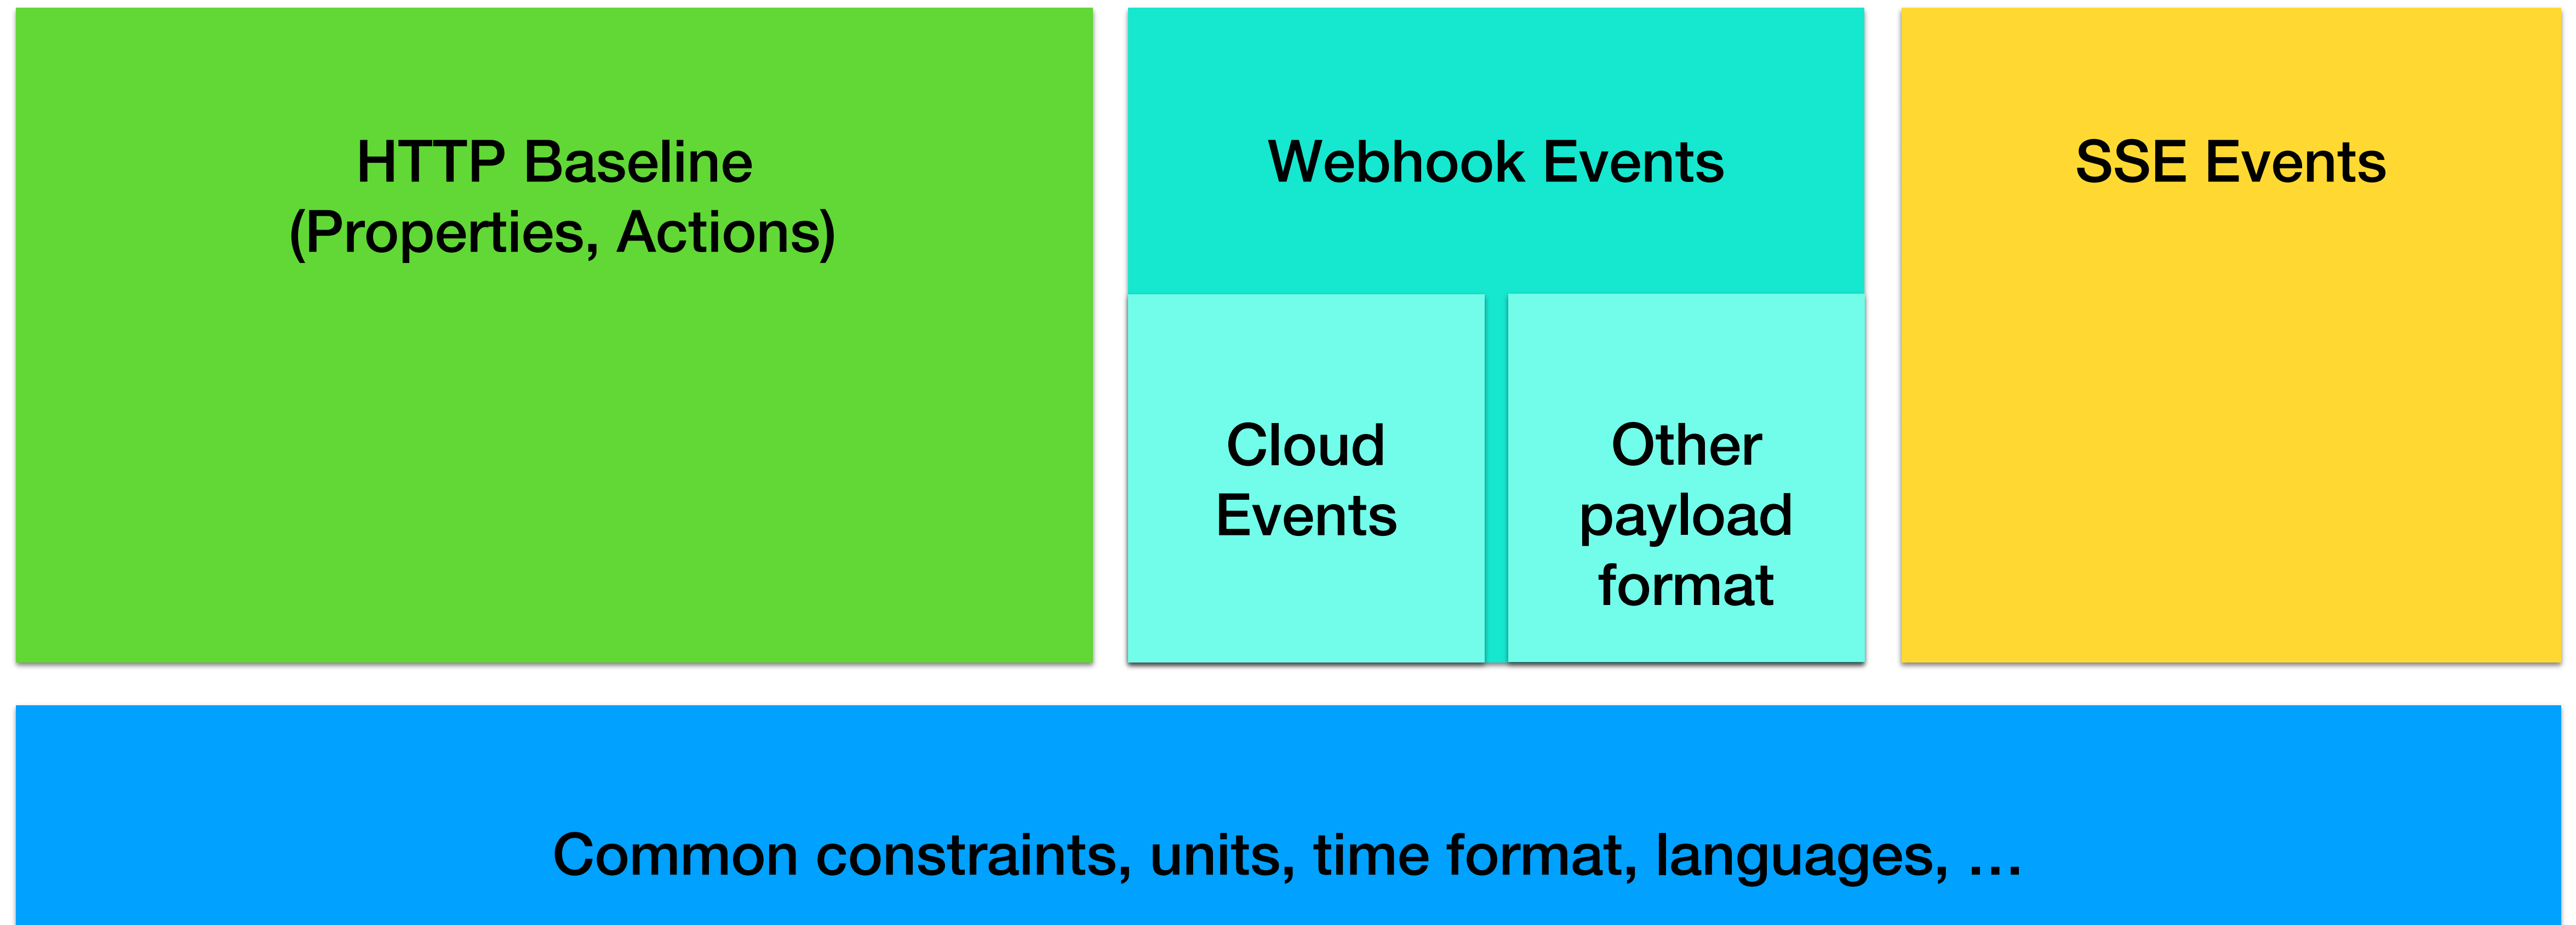 HTTP Baseline
(Properties, Actions)
Webhook Events
SSE Events
Cloud
Events
Other
payload
format
Common constraints, units, time format, languages, …